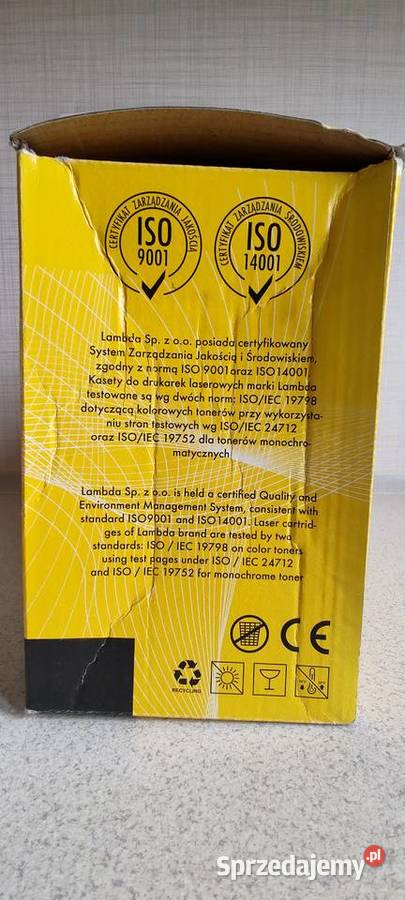 CERTYFIKAT ZARZĄDZANIA JAKOŚCIĄ
ISO
9001
CERTYFIKAT ZARZĄDZANIA ŚRODOWISKIEM
ISO
14001
Lambda Sp. z o.o. posiada certyfikowany
System Zarządzania Jakością i Środowiskiem,
zgodny z normą ISO 9001oraz ISO14001.
Kasety do drukarek laserowych marki Lambda
testowane są wg dwóch norm: ISO/IEC 19798
dotyczącą kolorowych tonerów przy wykorzysta-
niu stron testowych wg ISO/IEC 24712
oraz ISO/IEC 19752 dla tonerów monochro-
matycznych
Lambda Sp. z o.o. is held a certified Quality and
Environment Management System, consistent with
standard ISO9001 and ISO14001. Laser cartrid-
ges of Lambda brand are tested by two
standards: ISO / IEC 19798 on color toners
using test pages under ISO / IEC 24712
and ISO / IEC 19752 for monochrome toner
CE
RECYCLING
Sprzedajemy.pl